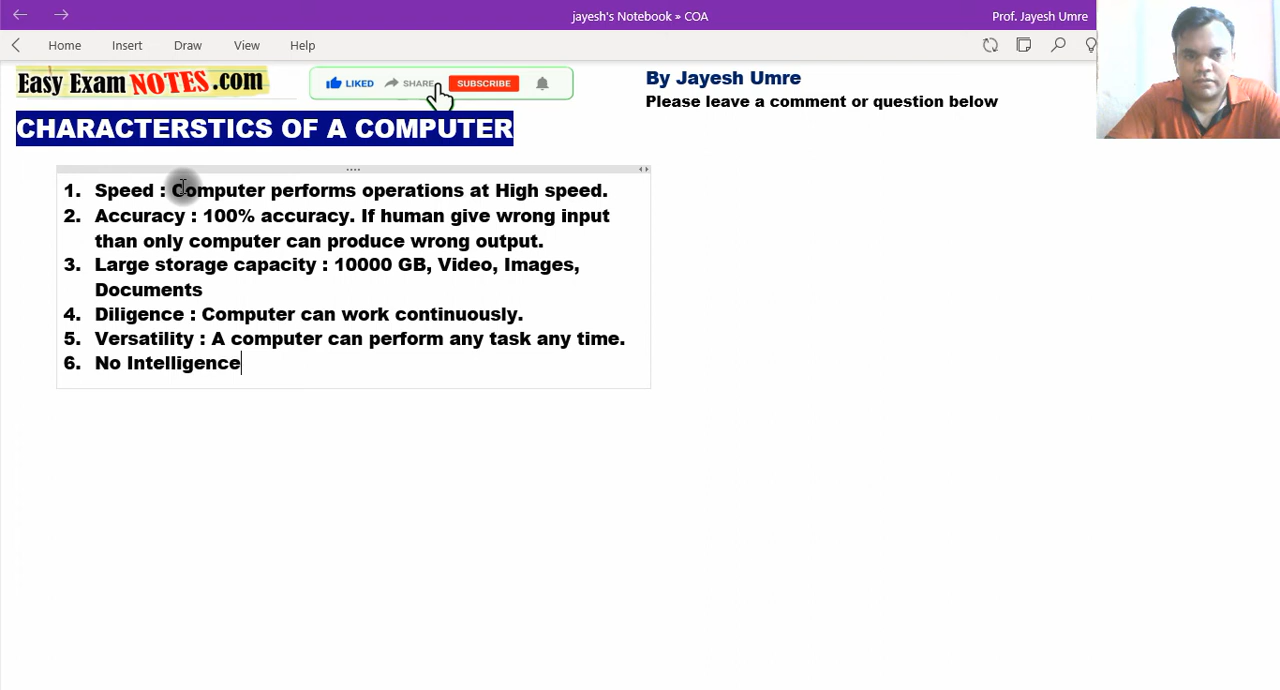 jayesh's Notebook » COA
Prof. Jayesh Umre
Home Insert Draw View Help
Easy Exam NOTES.com
LIKED SHARE SUBSCRIBE
By Jayesh Umre
Please leave a comment or question below
CHARACTERSTICS OF A COMPUTER
1. Speed : Computer performs operations at High speed.
2. Accuracy : 100% accuracy. If human give wrong input
than only computer can produce wrong output.
3. Large storage capacity : 10000 GB, Video, Images,
Documents
4. Diligence : Computer can work continuously.
5. Versatility : A computer can perform any task any time.
6. No Intelligence